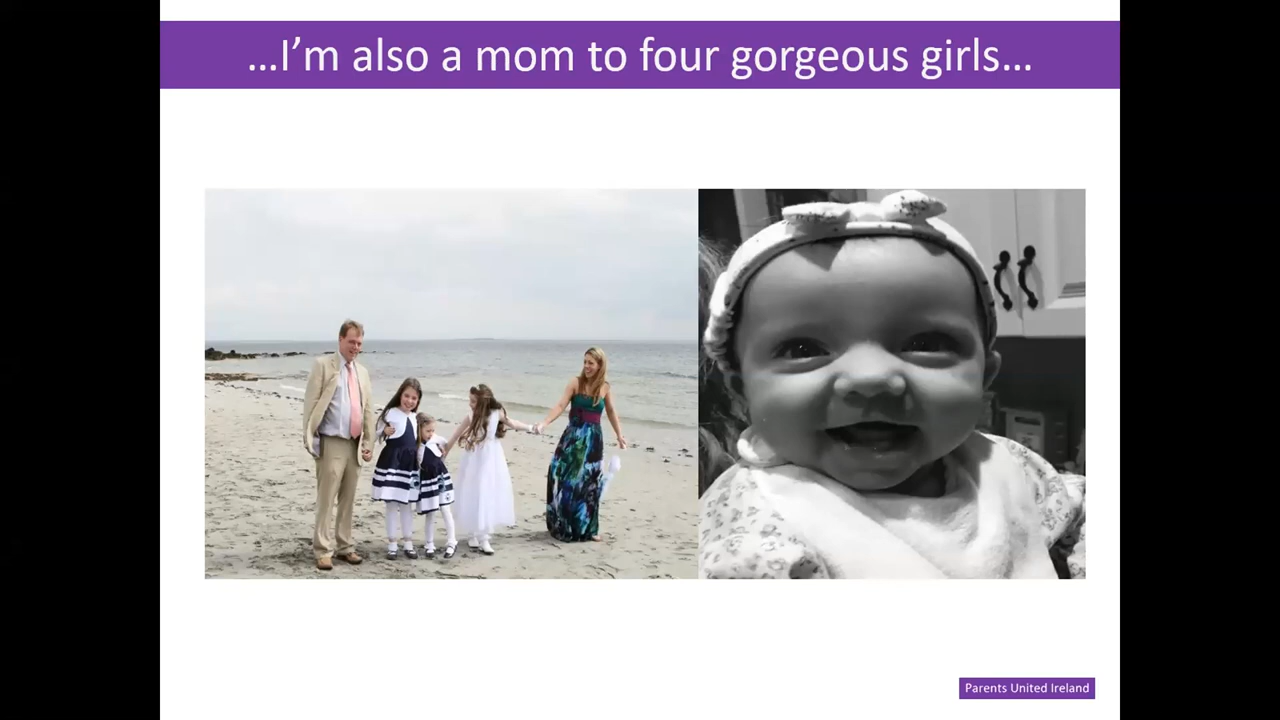 …I’m also a mom to four gorgeous girls…
Parents United Ireland